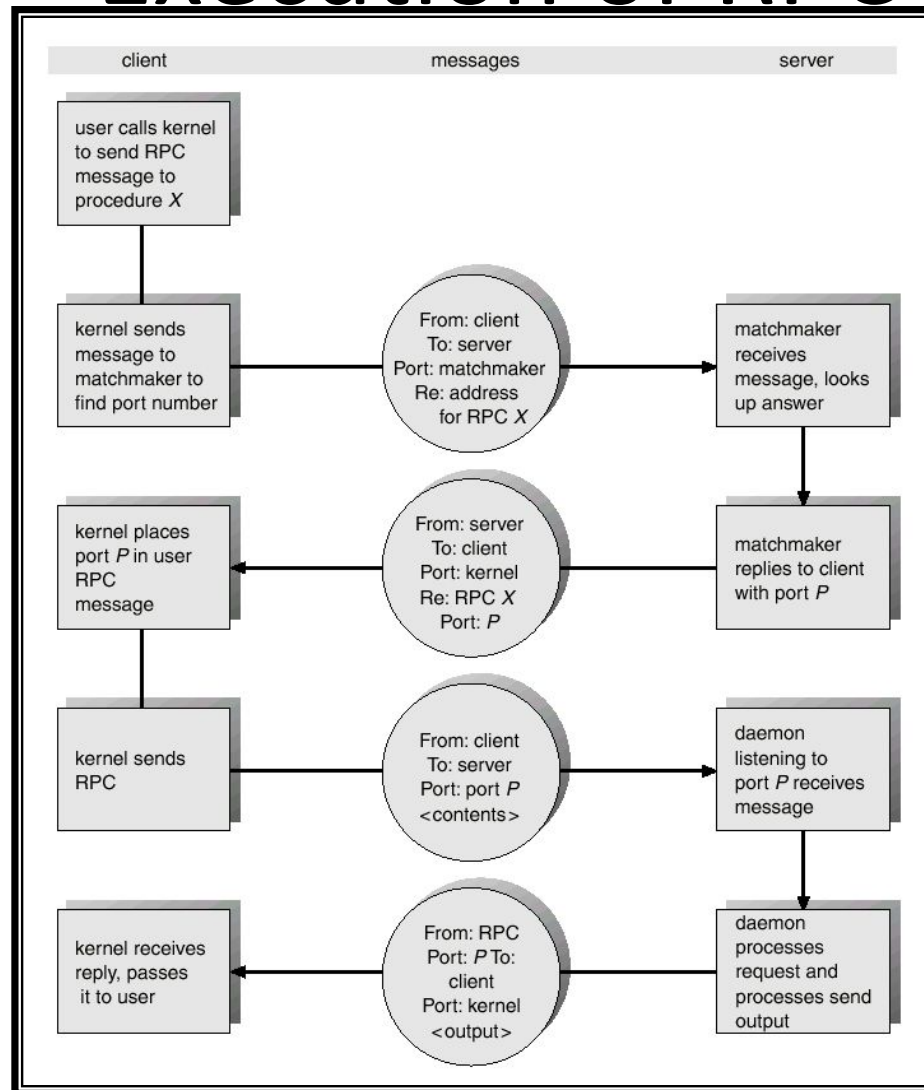 Execution of RPC
client messages server
user calls kernel
to send RPC
message to
procedure X
kernel sends
message to
matchmaker to
find port number
From: client
To: server
Port: matchmaker
Re: address
for RPC X
matchmaker
receives
message, looks
up answer
kernel places
port P in user
RPC
message
From: server
To: client
Port: kernel
Re: RPC X
Port: P
matchmaker
replies to client
with port P
kernel sends
RPC
From: client
To: server
Port: port P
<contents>
daemon
listening to
port P receives
message
kernel receives
reply, passes
it to user
From: RPC
Port: P To:
client
Port: kernel
<output>
daemon
processes
request and
processes send
output